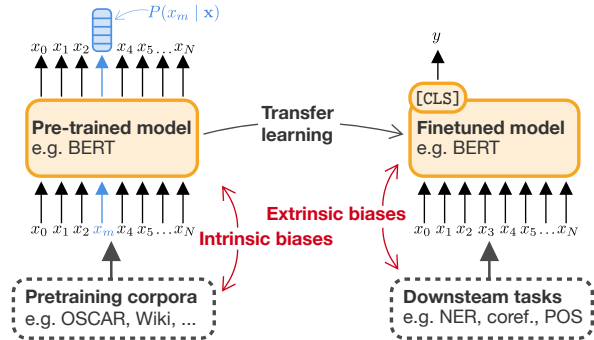 P(x_m | x)
y
x_0 x_1 x_2 x_4 x_5 ... x_N
[CLS]
Pre-trained model
e.g. BERT
Transfer
learning
Finetuned model
e.g. BERT
x_0 x_1 x_2 x_m x_4 x_5 ... x_N
Extrinsic biases
Intrinsic biases
x_0 x_1 x_2 x_3 x_4 x_5 ... x_N
Pretraining corpora
e.g. OSCAR, Wiki, ...
Downsteam tasks
e.g. NER, coref., POS